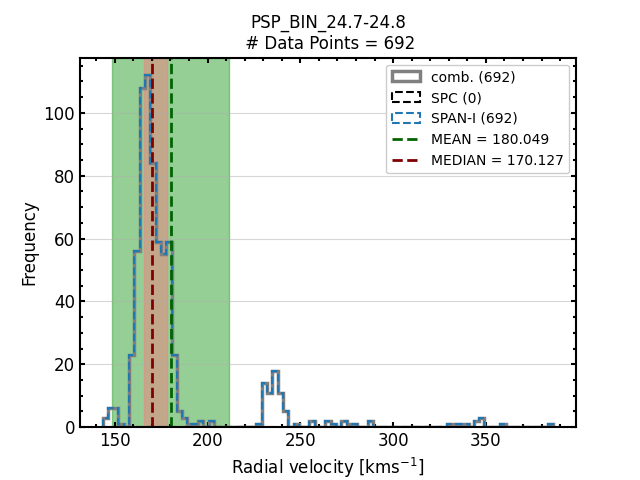 PSP_BIN_24.7-24.8
# Data Points = 692
comb. (692)
SPC (0)
SPAN-I (692)
MEAN = 180.049
MEDIAN = 170.127
Frequency
100
80
60
40
20
0
150 200 250 300 350
Radial velocity [kms⁻¹]